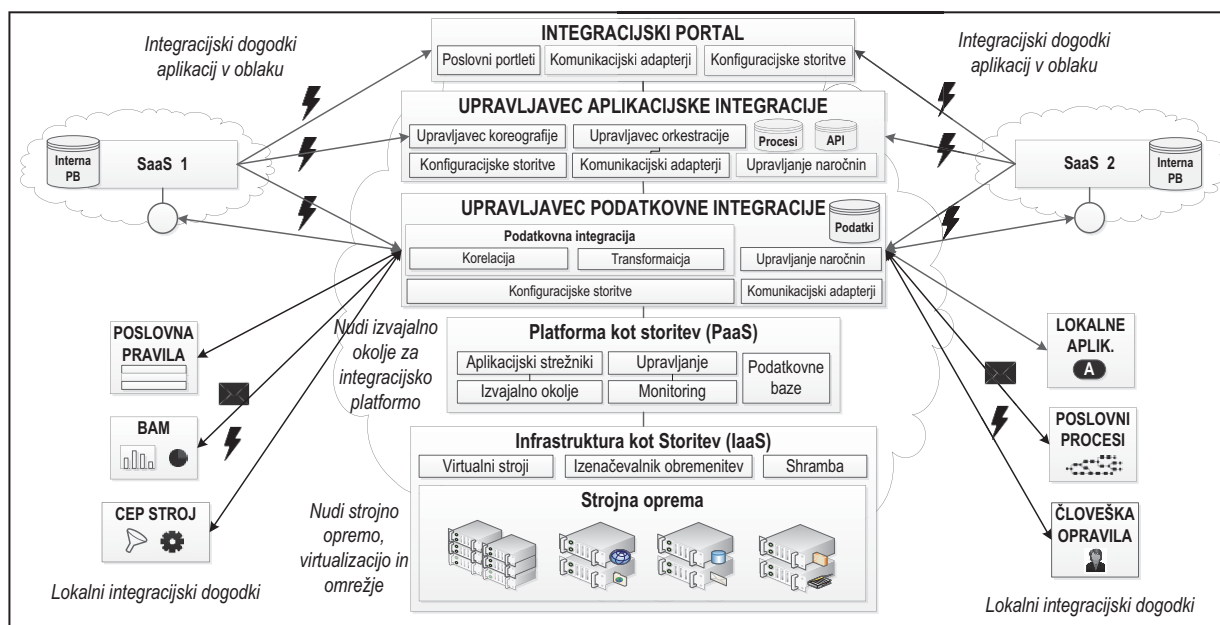 INTEGRACIJSKI PORTAL
Poslovni portleti
Komunikacijski adapterji
Konfiguracijske storitve
Integracijski dogodki
aplikacij v oblaku
Integracijski dogodki
aplikacij v oblaku
UPRAVLJAVEC APLIKACIJSKE INTEGRACIJE
Upravljavec koreografije
Upravljavec orkestracije
Procesi
API
Konfiguracijske storitve
Komunikacijski adapterji
Upravljanje naročnin
Interna
PB
SaaS 1
SaaS 2
Interna
PB
UPRAVLJAVEC PODATKOVNE INTEGRACIJE
Podatki
Podatkovna integracija
Korelacija
Transformaicja
Upravljanje naročnin
Konfiguracijske storitve
Komunikacijski adapterji
Nudi izvajalno
okolje za
integracijsko
platformo
Platforma kot storitev (PaaS)
Aplikacijski strežniki
Upravljanje
Podatkovne
baze
Izvajalno okolje
Monitoring
POSLOVNA
PRAVILA
BAM
CEP STROJ
Lokalni integracijski dogodki
Infrastruktura kot Storitev (IaaS)
Virtualni stroji
Izenačevalnik obremenitev
Shramba
Strojna oprema
Nudi strojno
opremo,
virtualizacijo in
omrežje
LOKALNE
APLIK.
A
POSLOVNI
PROCESI
ČLOVEŠKA
OPRAVILA
Lokalni integracijski dogodki